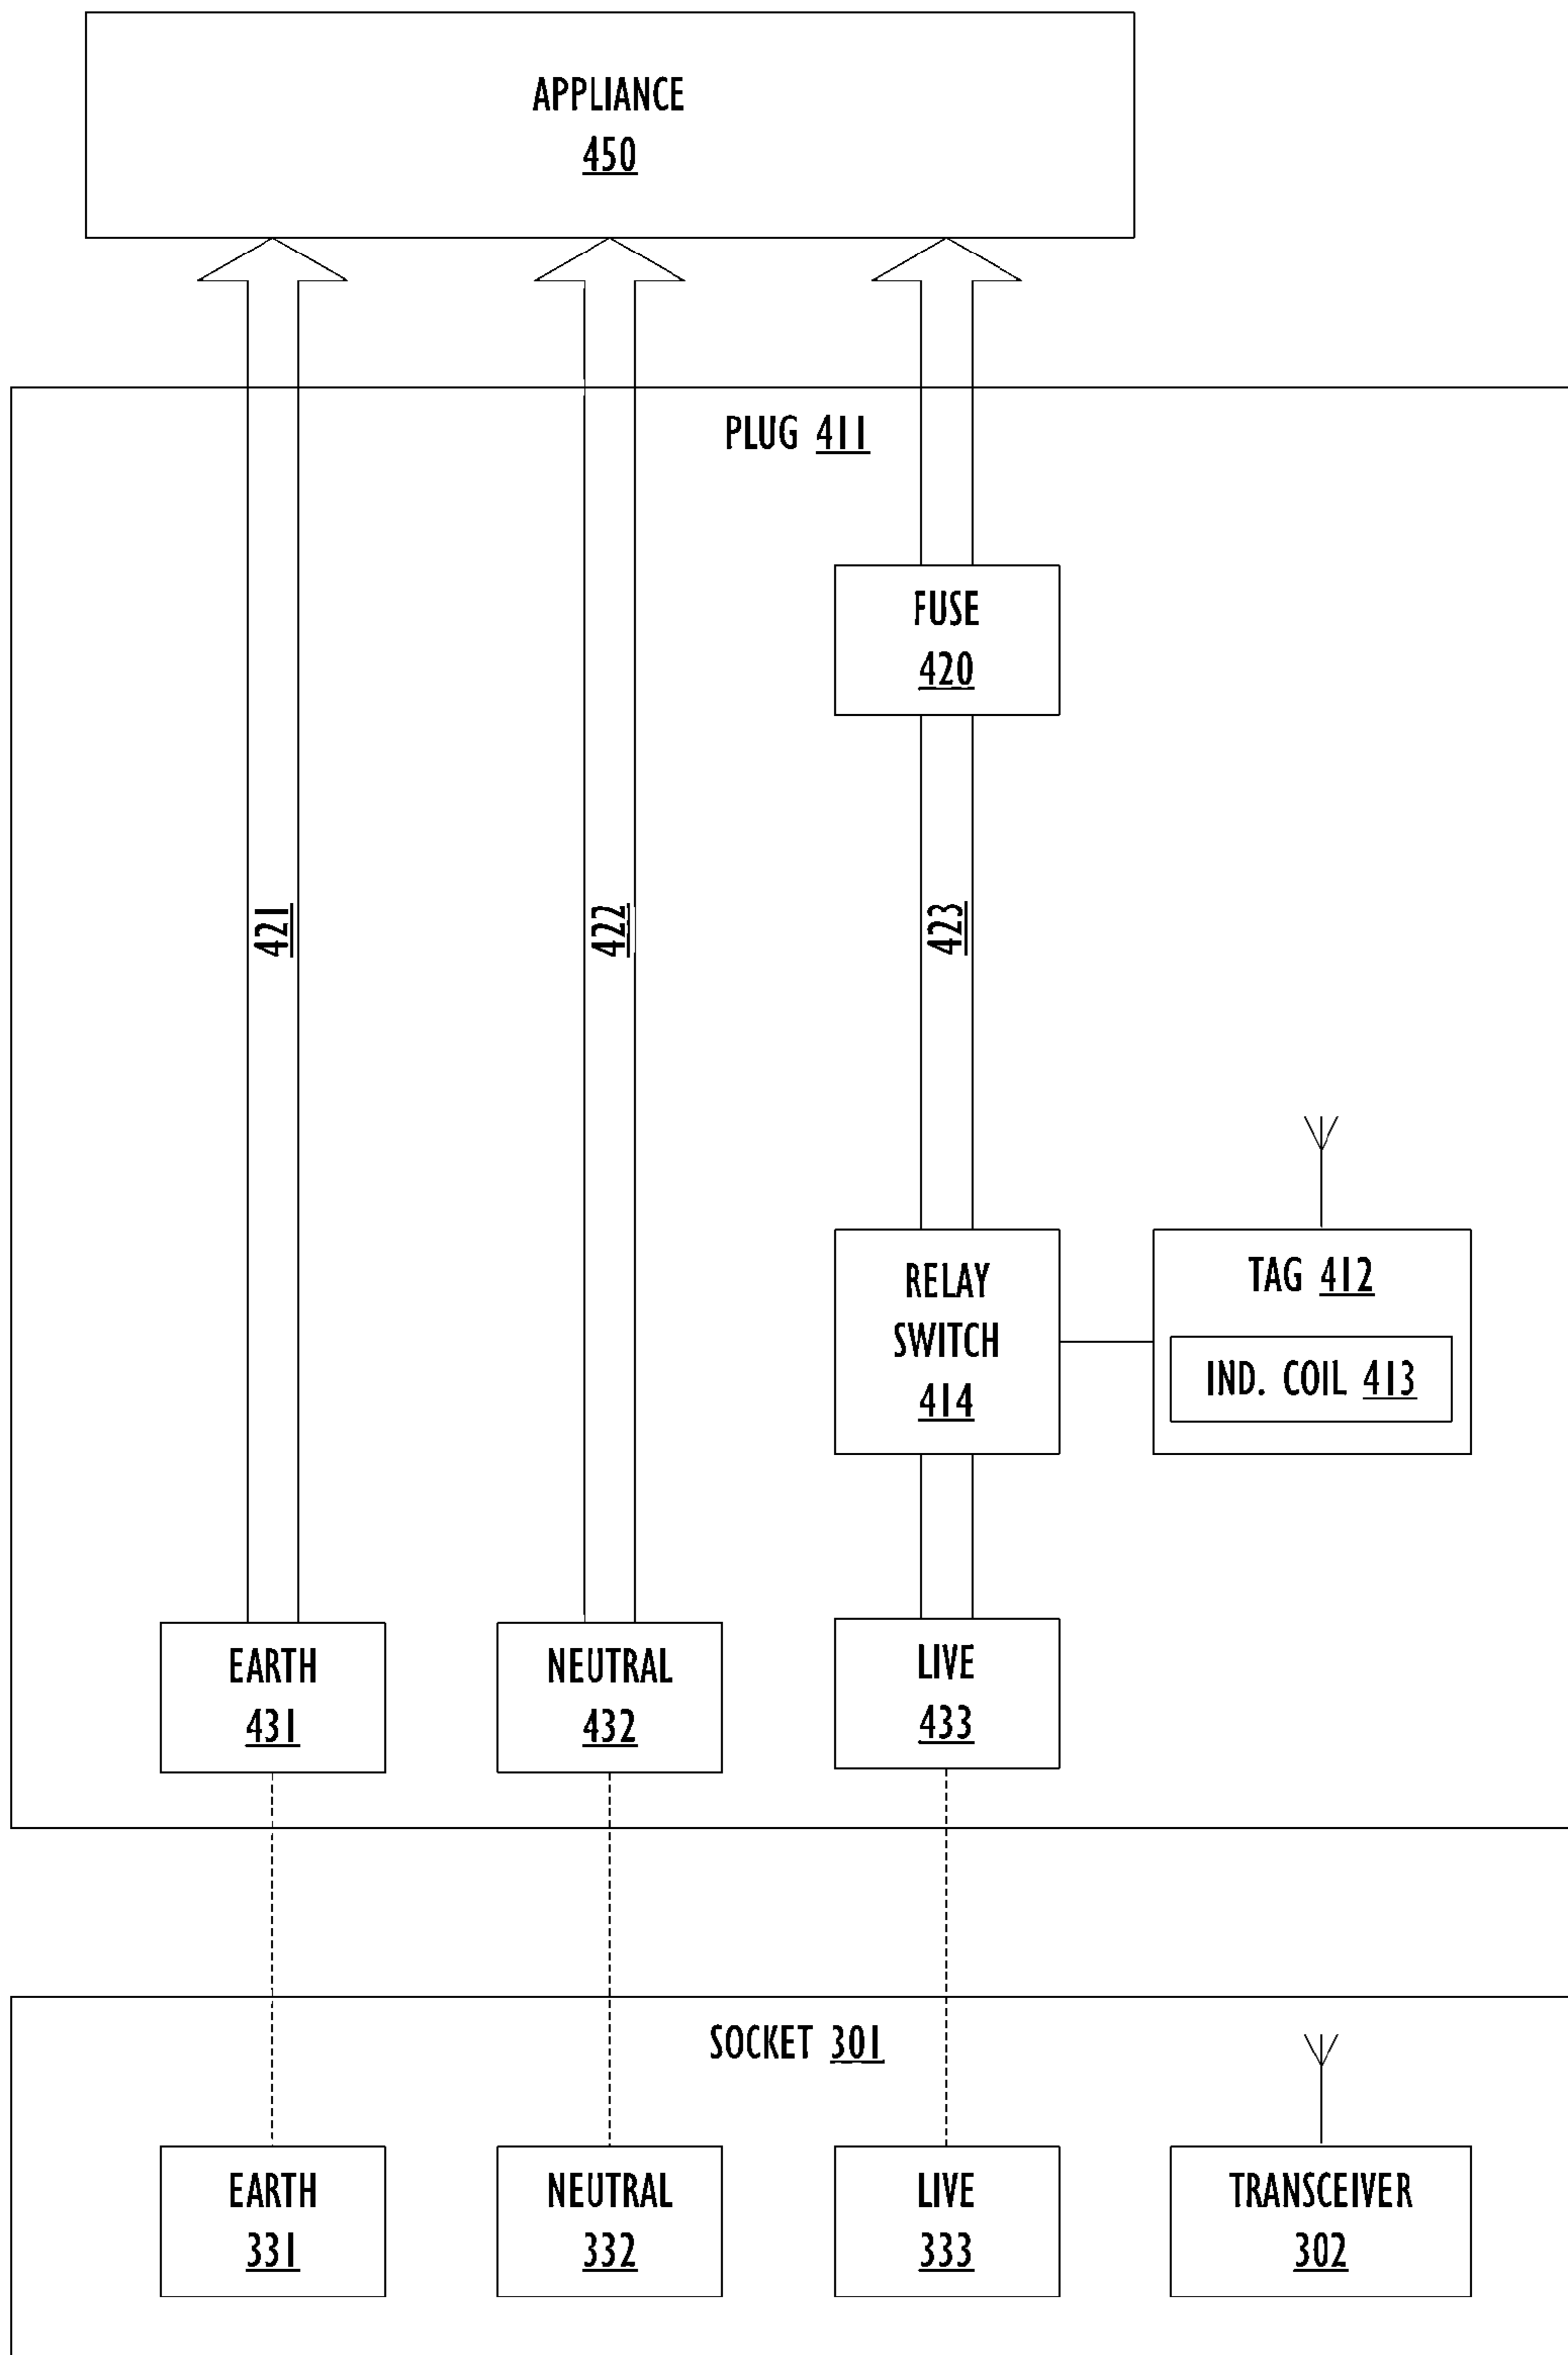 APPLIANCE
450
PLUG 411
FUSE
420
421
422
423
RELAY
SWITCH
414
TAG 412
IND. COIL 413
EARTH
431
NEUTRAL
432
LIVE
433
SOCKET 301
EARTH
331
NEUTRAL
332
LIVE
333
TRANSCEIVER
302